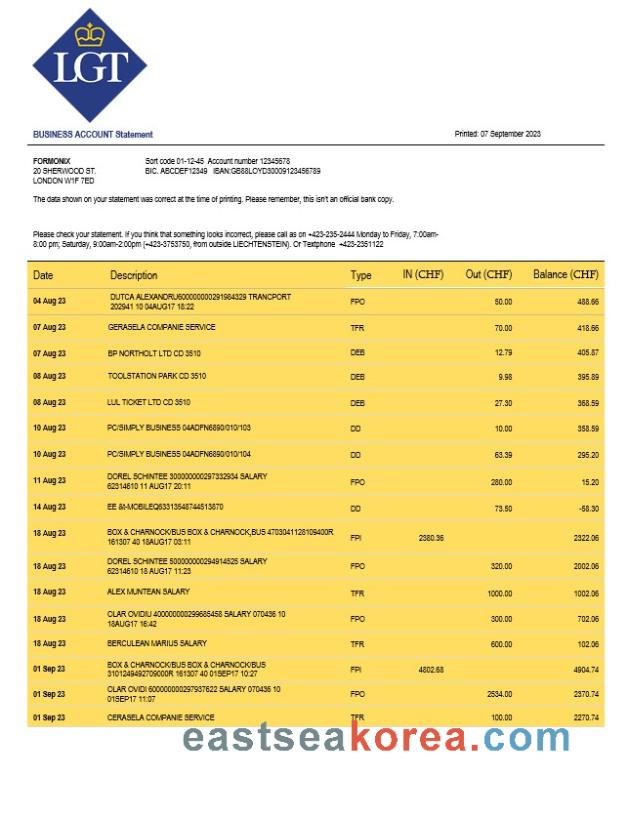 LGT
BUSINESS ACCOUNT Statement Printed: 07 September 2023
FORMONIX Sort code 01-12-45 Account number 12345678
20 SHERWOOD ST. BIC. ABCDEF12349 ISBAN:GB88LOYD30009123456789
LONDON W1F 7ED
The data shown on your statement was correct at the time of printing. Please remember, this isn't an official bank copy.
Please check your statement. If you think that something looks incorrect, please call as on +423-235-2444 Monday to Friday, 7:00am-
8:00 pm; Saturday, 9:00am-2:00pm (+423-3753750, from outside LIECHTENSTEIN). Or Textphone +423-2351122
Date Description Type IN (CHF) Out (CHF) Balance (CHF)
04 Aug 23 DUTCA ALEXANDRU600000000291984329 TRANCPORT
202941 10 04AUG17 18:22 FPO 50.00 488.66
07 Aug 23 GERASELA COMPANIE SERVICE TFR 70.00 418.66
07 Aug 23 BP NORTHOLT LTD CD 3510 DEB 12.79 405.87
08 Aug 23 TOOLSTATION PARK CD 3510 DEB 9.98 395.89
08 Aug 23 LUL TICKET LTD CD 3510 DEB 27.30 368.59
10 Aug 23 PC/SIMPLY BUSINESS 04ADFN6890/010/103 DD 10.00 358.59
10 Aug 23 PC/SIMPLY BUSINESS 04ADFN6890/010/104 DD 63.39 295.20
11 Aug 23 DOREL SCHINTEE 300000000297332934 SALARY
62314610 11 AUG17 20:11 FPO 280.00 15.20
14 Aug 23 EE &t-MOBILEQ63313548744513870 DD 73.50 -58.30
18 Aug 23 BOX & CHARNOCK/BUS BOX & CHARNOCK,BUS 4703041128109400R
161307 40 18AUG17 03:11 FPI 2380.36 2322.06
18 Aug 23 DOREL SCHINTEE 500000000294914525 SALARY
62314610 18 AUG17 11:23 FPO 320.00 2002.06
18 Aug 23 ALEX MUNTEAN SALARY TFR 1000.00 1002.06
18 Aug 23 OLAR OVIDIU 400000000299685458 SALARY 070436 10
18AUG17 16:42 FPO 300.00 702.06
18 Aug 23 BERCULEAN MARIUS SALARY TFR 600.00 102.06
01 Sep 23 BOX & CHARNOCK/BUS BOX & CHARNOCK/BUS
3101249492709000R 161307 40 01SEP17 10:27 FPI 4802.68 4904.74
01 Sep 23 OLAR OVIDI 600000000297937622 SALARY 070436 10
01SEP17 11:07 FPO 2534.00 2370.74
01 Sep 23 CERASELA COMPANIE SERVICE TFR 100.00 2270.74
eastseakorea.com